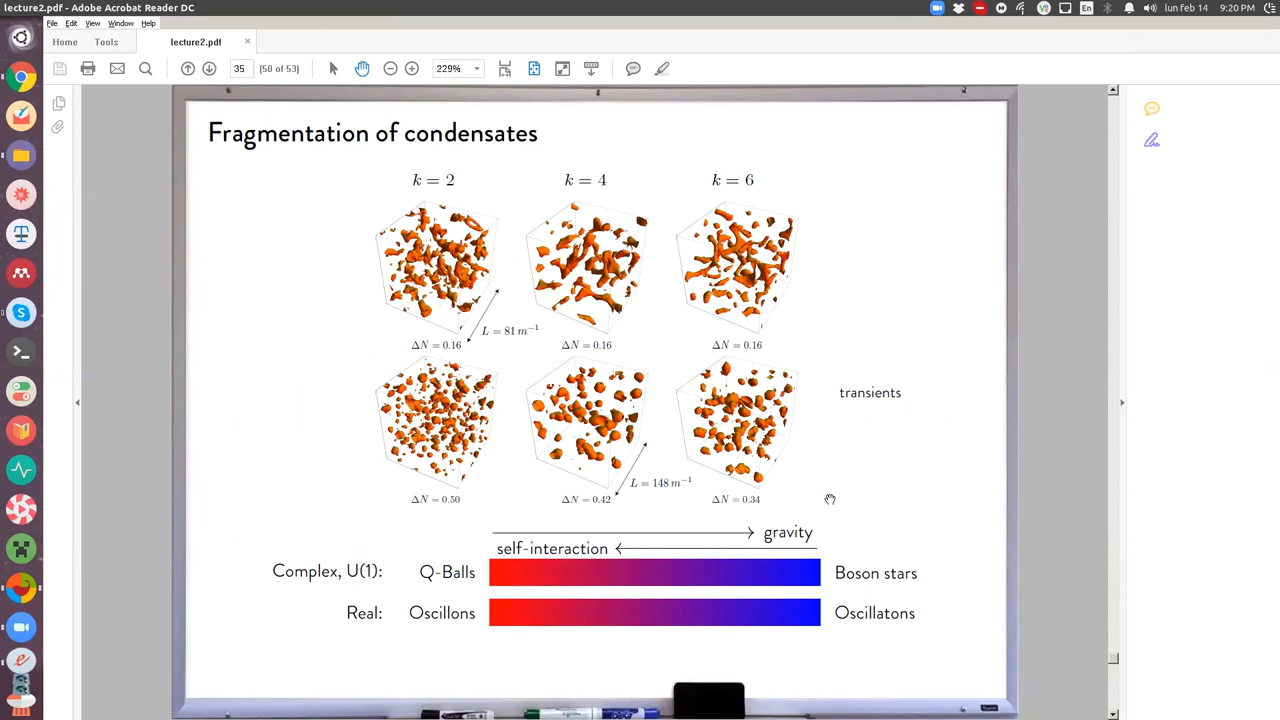 lecture2.pdf - Adobe Acrobat Reader DC
En
lun feb 14
9:20 PM
File Edit View Window Help
Home Tools lecture2.pdf ×
35 (50 of 53) 229%
Fragmentation of condensates
k = 2 k = 4 k = 6
L = 81 m⁻¹
ΔN = 0.16 ΔN = 0.16 ΔN = 0.16
transients
L = 148 m⁻¹
ΔN = 0.50 ΔN = 0.42 ΔN = 0.34
gravity
self-interaction
Complex, U(1): Q-Balls Boson stars
Real: Oscillons Oscillatons